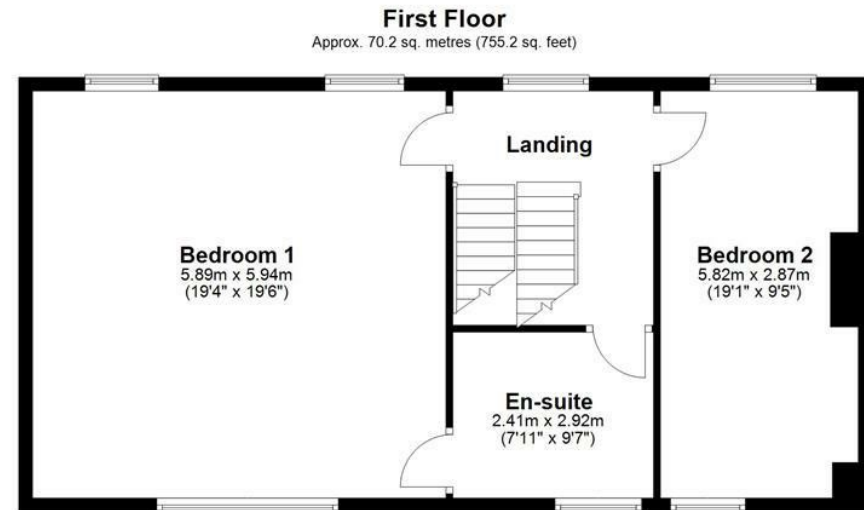 First Floor
Approx. 70.2 sq. metres (755.2 sq. feet)
Landing
Bedroom 1
5.89m x 5.94m
(19'4" x 19'6")
Bedroom 2
5.82m x 2.87m
(19'1" x 9'5")
En-suite
2.41m x 2.92m
(7'11" x 9'7")